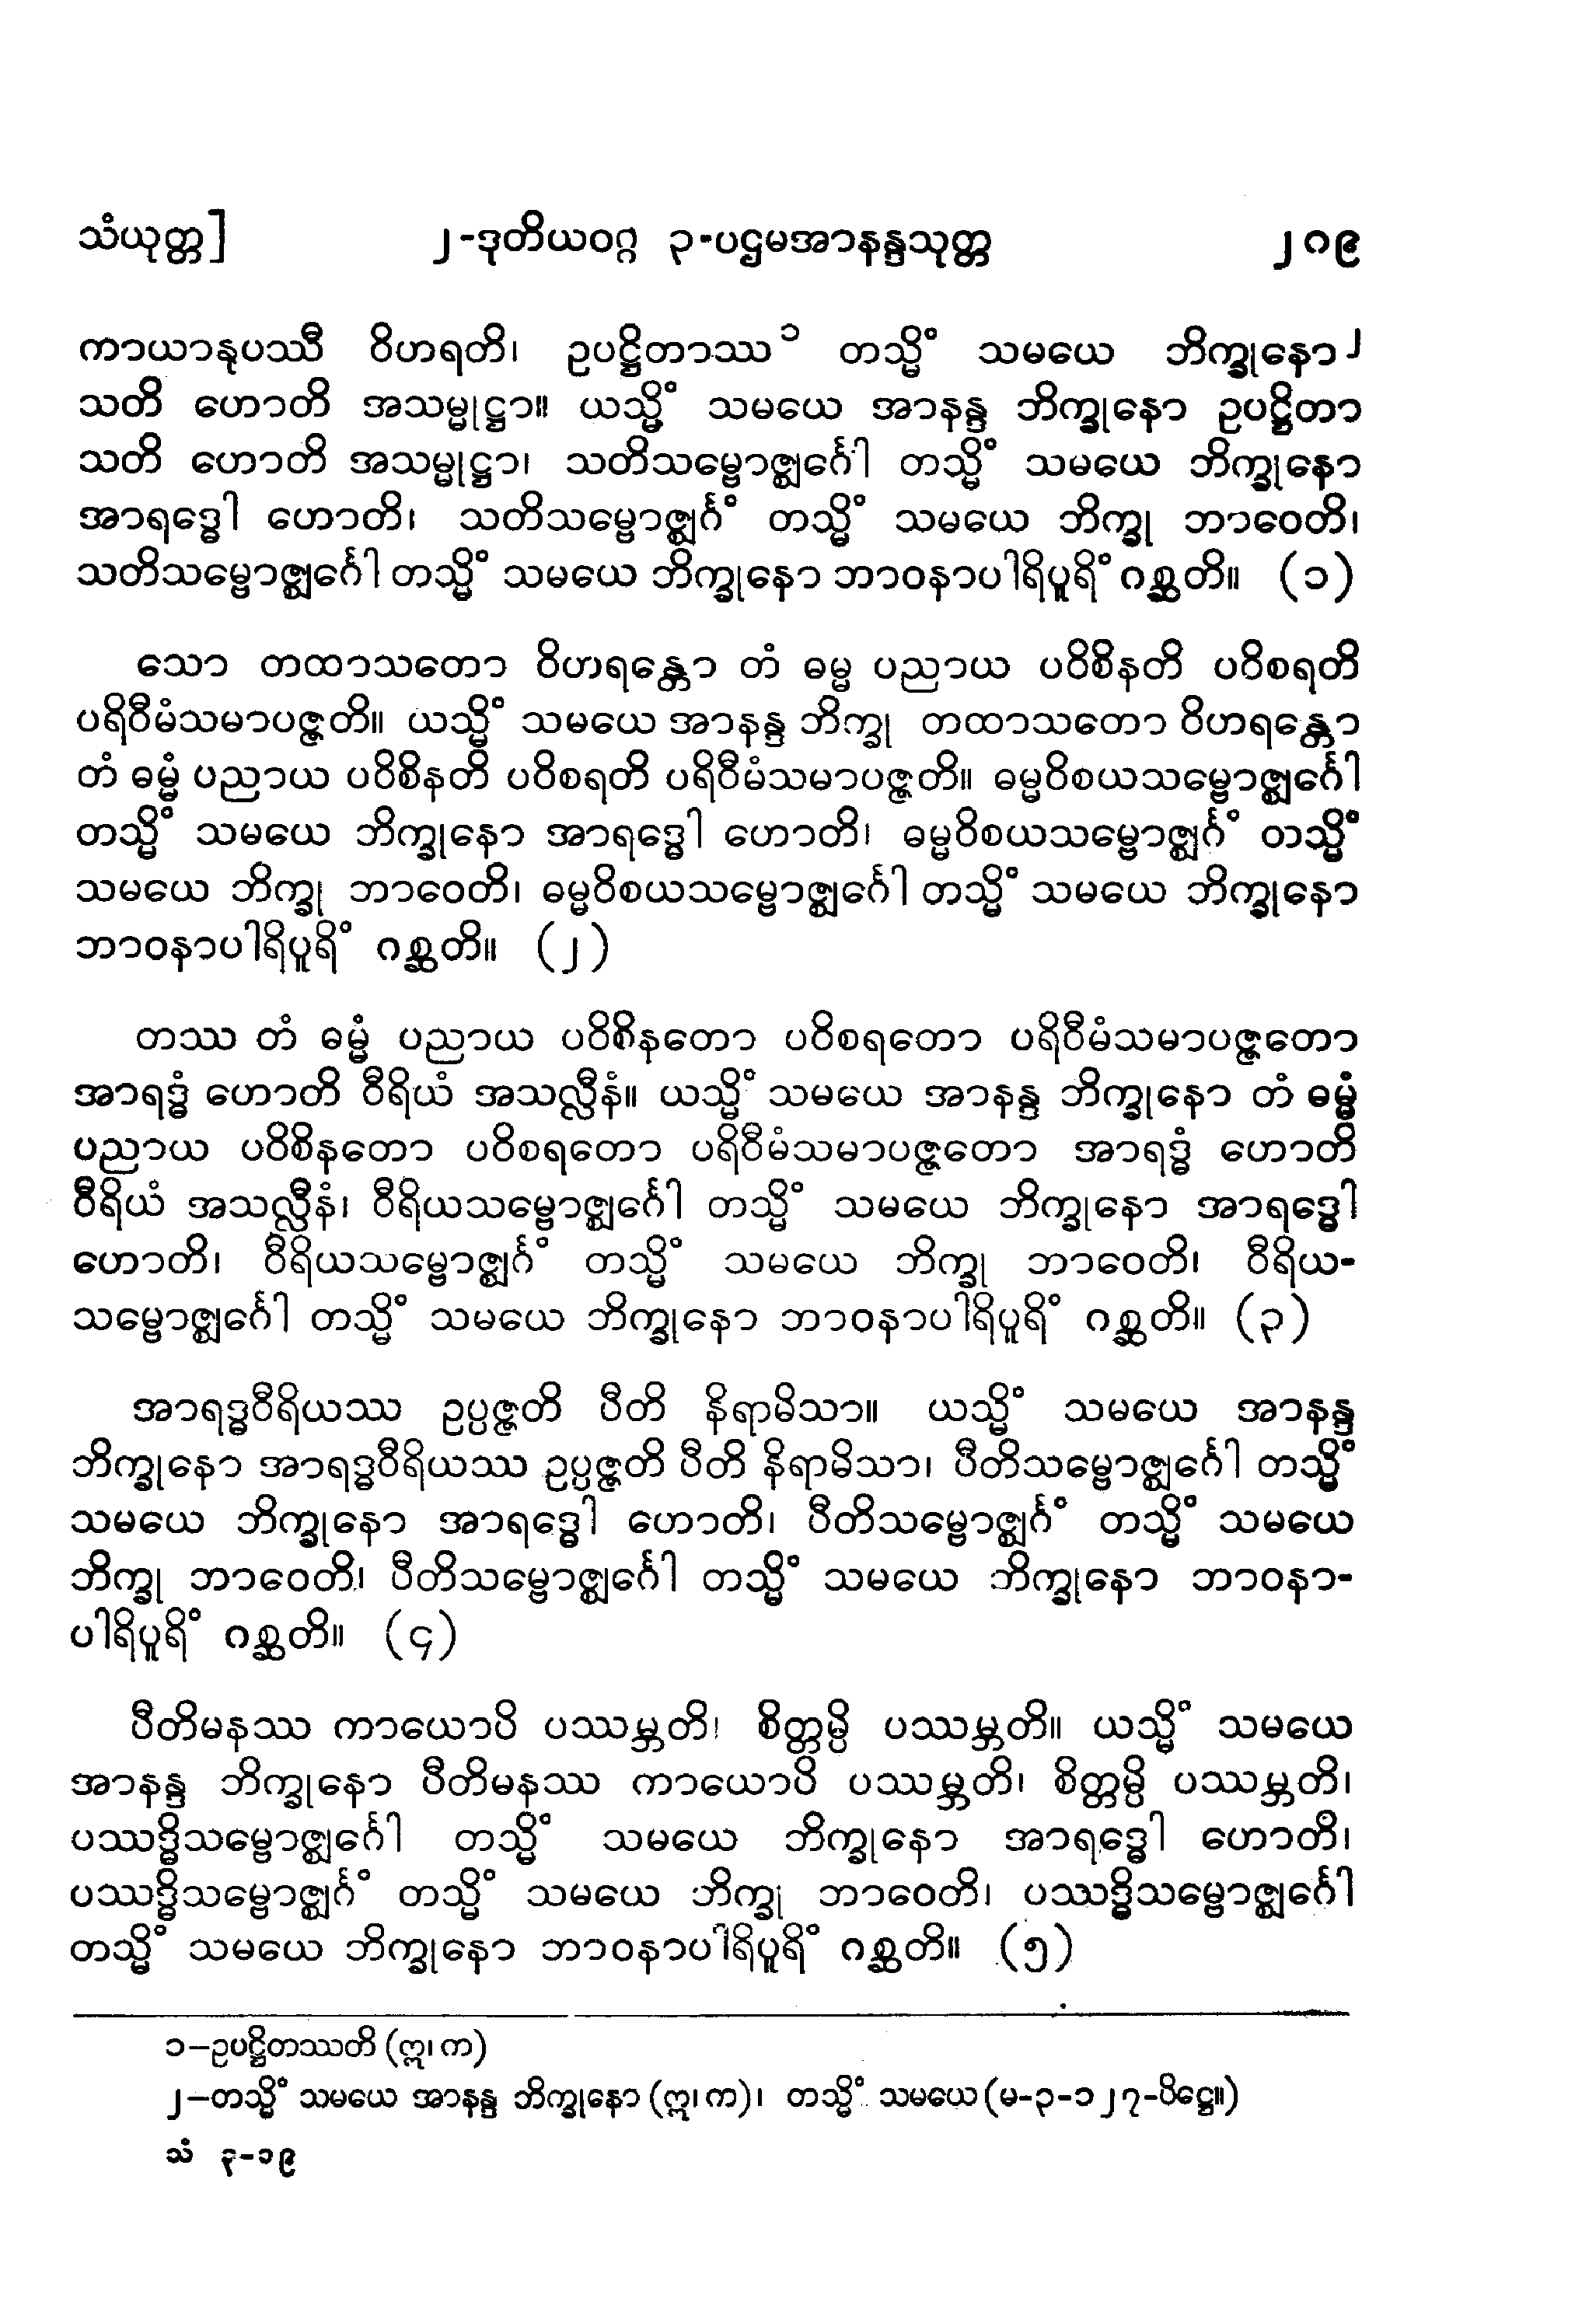 သံယုတ္တ] ၂-ဒုတိယဝဂ္ဂ ၃-ပဌမအာနန္ဒသုတ္တ ၂၈၉
ကာယာနုပဿီ ဝိဟရတိ၊ ဥပဋ္ဌိတာဿ ၁ တသ္မိံ သမယေ ဘိက္ခုနော ၂
သတိ ဟောတိ အသမ္မုဋ္ဌာ။ ယသ္မိံ သမယေ အာနန္ဒ ဘိက္ခုနော ဥပဋ္ဌိတာ
သတိ ဟောတိ အသမ္မုဋ္ဌာ၊ သတိသမ္ဗောဇ္ဈင်္ဂေါ တသ္မိံ သမယေ ဘိက္ခုနော
အာရဒ္ဓေါ ဟောတိ၊ သတိသမ္ဗောဇ္ဈင်္ဂံ တသ္မိံ သမယေ ဘိက္ခု ဘာဝေတိ၊
သတိသမ္ဗောဇ္ဈင်္ဂေါ တသ္မိံ သမယေ ဘိက္ခုနော ဘာဝနာပါရိပူရိံ ဂစ္ဆတိ။ (၁)
သော တထာသတော ဝိဟရန္တော တံ ဓမ္မ ပညာယ ပဝိစိနတိ ပဝိစရတိ
ပရိဝီမံသမာပဇ္ဇတိ။ ယသ္မိံ သမယေ အာနန္ဒ ဘိက္ခု တထာသတော ဝိဟရန္တော
တံ ဓမ္မံ ပညာယ ပဝိစိနတိ ပဝိစရတိ ပရိဝီမံသမာပဇ္ဇတိ။ ဓမ္မဝိစယသမ္ဗောဇ္ဈင်္ဂေါ
တသ္မိံ သမယေ ဘိက္ခုနော အာရဒ္ဓေါ ဟောတိ၊ ဓမ္မဝိစယသမ္ဗောဇ္ဈင်္ဂံ တသ္မိံ
သမယေ ဘိက္ခု ဘာဝေတိ၊ ဓမ္မဝိစယသမ္ဗောဇ္ဈင်္ဂေါ တသ္မိံ သမယေ ဘိက္ခုနော
ဘာဝနာပါရိပူရိံ ဂစ္ဆတိ။ (၂)
တဿ တံ ဓမ္မံ ပညာယ ပဝိစိနတော ပဝိစရတော ပရိဝီမံသမာပဇ္ဇတော
အာရဒ္ဓံ ဟောတိ ဝီရိယံ အသလ္လီနံ။ ယသ္မိံ သမယေ အာနန္ဒ ဘိက္ခုနော တံ ဓမ္မံ
ပညာယ ပဝိစိနတော ပဝိစရတော ပရိဝီမံသမာပဇ္ဇတော အာရဒ္ဓံ ဟောတိ
ဝီရိယံ အသလ္လီနံ၊ ဝီရိယသမ္ဗောဇ္ဈင်္ဂေါ တသ္မိံ သမယေ ဘိက္ခုနော အာရဒ္ဓေါ
ဟောတိ၊ ဝီရိယသမ္ဗောဇ္ဈင်္ဂံ တသ္မိံ သမယေ ဘိက္ခု ဘာဝေတိ၊ ဝီရိယ-
သမ္ဗောဇ္ဈင်္ဂေါ တသ္မိံ သမယေ ဘိက္ခုနော ဘာဝနာပါရိပူရိံ ဂစ္ဆတိ။ (၃)
အာရဒ္ဓဝီရိယဿ ဥပ္ပဇ္ဇတိ ပီတိ နိရာမိသာ။ ယသ္မိံ သမယေ အာနန္ဒ
ဘိက္ခုနော အာရဒ္ဓဝီရိယဿ ဥပ္ပဇ္ဇတိ ပီတိ နိရာမိသာ၊ ပီတိသမ္ဗောဇ္ဈင်္ဂေါ တသ္မိံ
သမယေ ဘိက္ခုနော အာရဒ္ဓေါ ဟောတိ၊ ပီတိသမ္ဗောဇ္ဈင်္ဂံ တသ္မိံ သမယေ
ဘိက္ခု ဘာဝေတိ၊ ပီတိသမ္ဗောဇ္ဈင်္ဂေါ တသ္မိံ သမယေ ဘိက္ခုနော ဘာဝနာ-
ပါရိပူရိံ ဂစ္ဆတိ။ (၄)
ပီတိမနဿ ကာယောပိ ပဿမ္ဘတိ၊ စိတ္တမ္ပိ ပဿမ္ဘတိ။ ယသ္မိံ သမယေ
အာနန္ဒ ဘိက္ခုနော ပီတိမနဿ ကာယောပိ ပဿမ္ဘတိ၊ စိတ္တမ္ပိ ပဿမ္ဘတိ၊
ပဿဒ္ဓိသမ္ဗောဇ္ဈင်္ဂေါ တသ္မိံ သမယေ ဘိက္ခုနော အာရဒ္ဓေါ ဟောတိ၊
ပဿဒ္ဓိသမ္ဗောဇ္ဈင်္ဂံ တသ္မိံ သမယေ ဘိက္ခု ဘာဝေတိ၊ ပဿဒ္ဓိသမ္ဗောဇ္ဈင်္ဂေါ
တသ္မိံ သမယေ ဘိက္ခုနော ဘာဝနာပါရိပူရိံ ဂစ္ဆတိ။ (၅)
၁–ဥပဋ္ဌိတဿတိ (ဣ၊ က)
၂–တသ္မိံ သမယေ အာနန္ဒ ဘိက္ခုနော (ဣ၊ က)၊ တသ္မိံ သမယေ (မ-၃-၁၂၇-ပိဋ္ဌေ။)
သံ ၃-၁၉